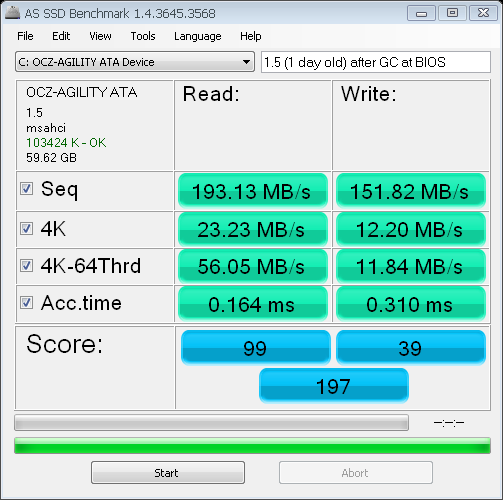 AS SSD Benchmark 1.4.3645.3568
File Edit View Tools Language Help
C: OCZ-AGILITY ATA Device 1.5 (1 day old) after GC at BIOS
OCZ-AGILITY ATA Read: Write:
1.5
msahci
103424 K - OK
59.62 GB
Seq 193.13 MB/s 151.82 MB/s
4K 23.23 MB/s 12.20 MB/s
4K-64Thrd 56.05 MB/s 11.84 MB/s
Acc.time 0.164 ms 0.310 ms
Score: 99 39
197
--:--:--
Start Abort